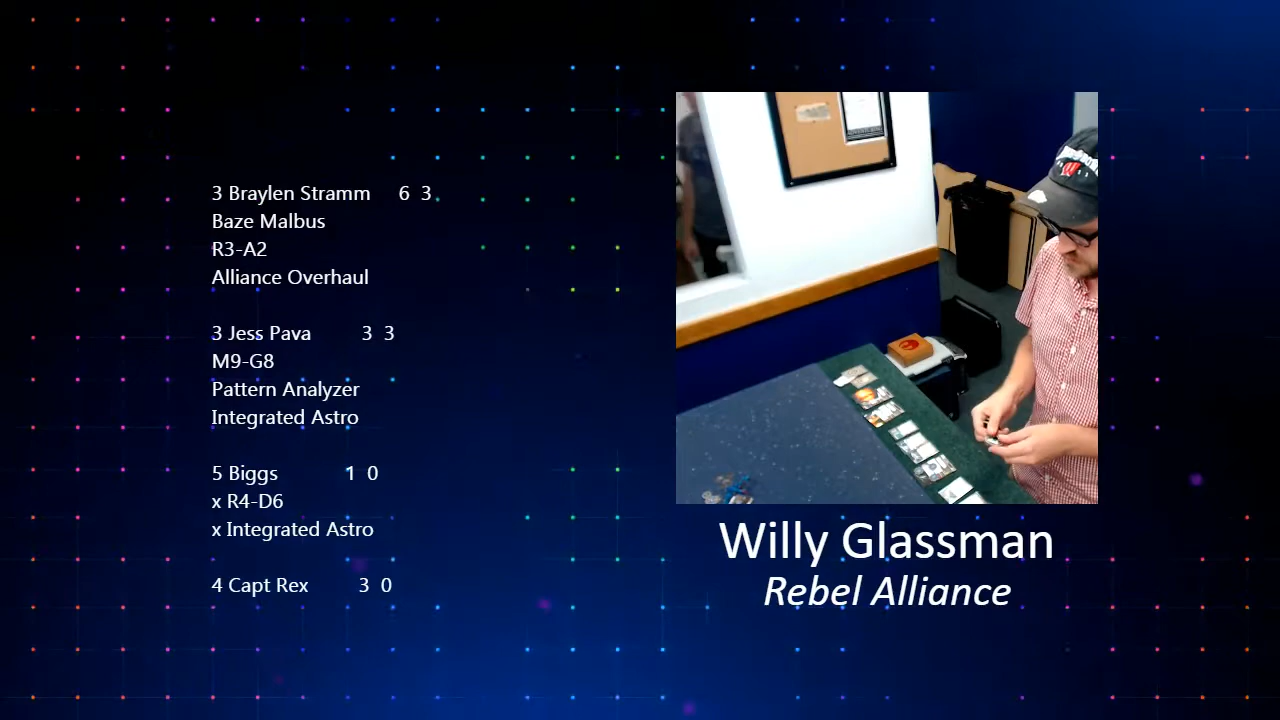 3 Braylen Stramm 6 3
Baze Malbus
R3-A2
Alliance Overhaul
3 Jess Pava 3 3
M9-G8
Pattern Analyzer
Integrated Astro
5 Biggs 1 0
x R4-D6
x Integrated Astro
4 Capt Rex 3 0
Willy Glassman
Rebel Alliance